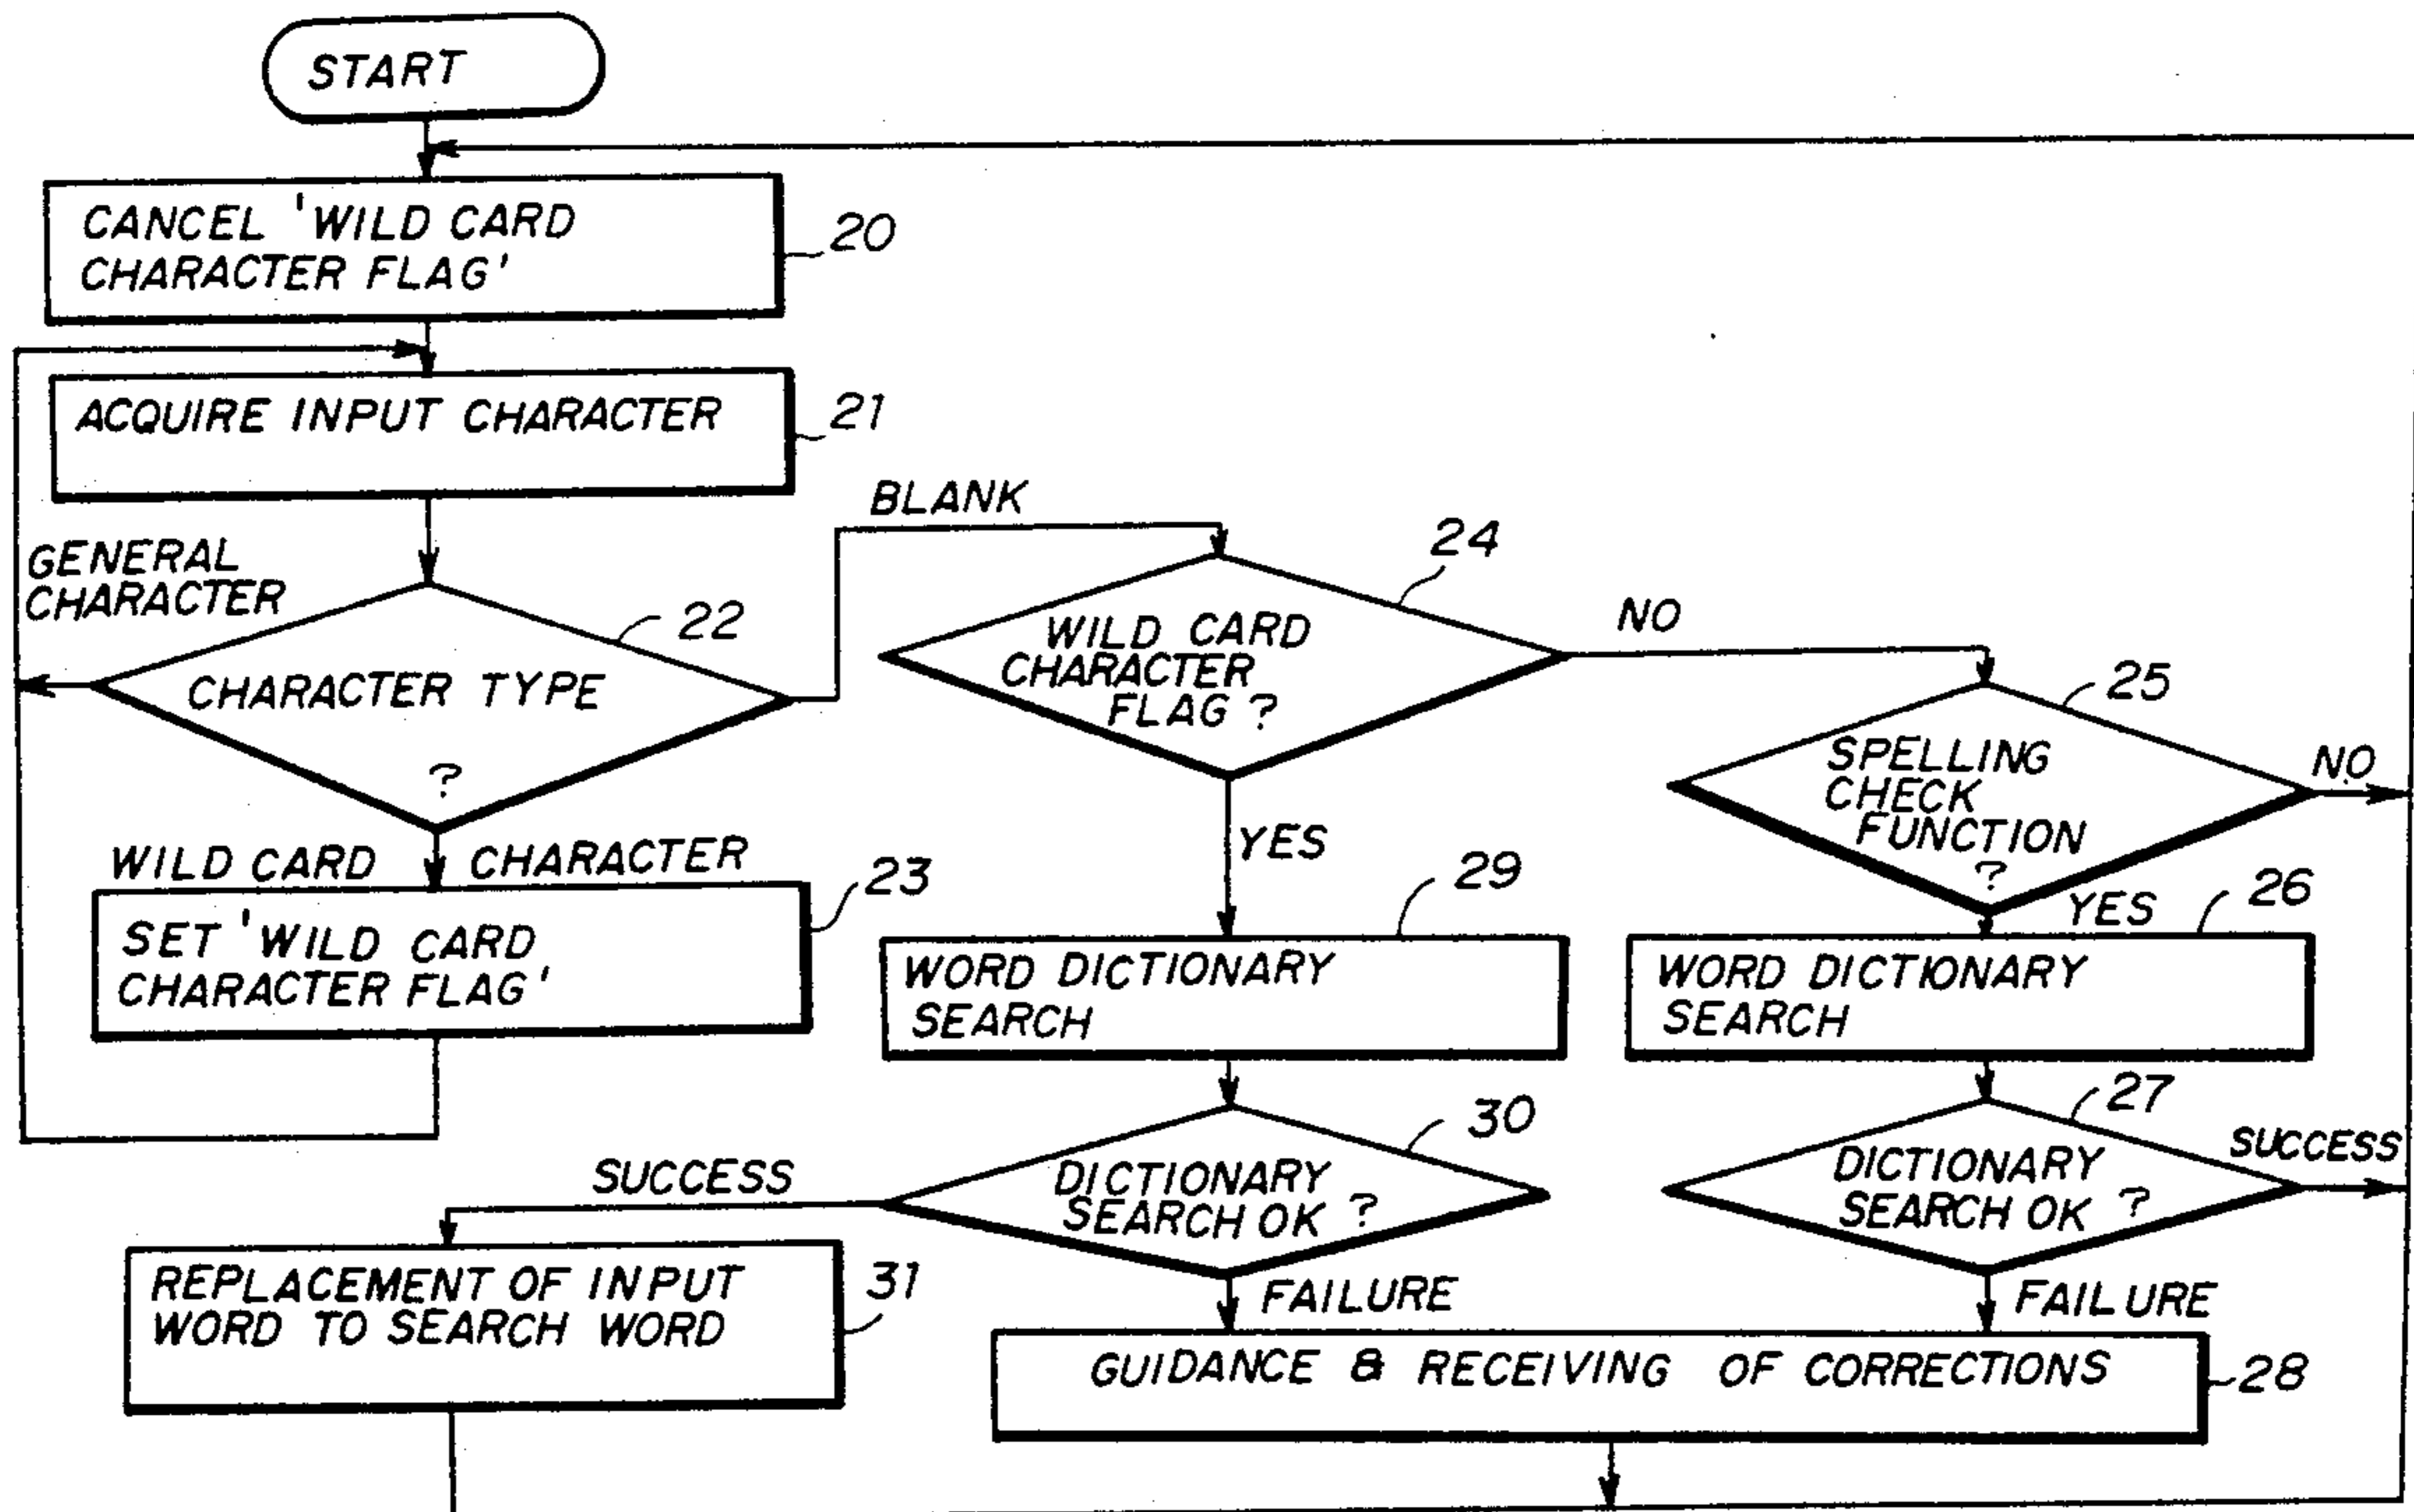 START
CANCEL 'WILD CARD
CHARACTER FLAG'
20
ACQUIRE INPUT CHARACTER
21
GENERAL
CHARACTER
CHARACTER TYPE
?
22
BLANK
WILD CARD CHARACTER
SET 'WILD CARD
CHARACTER FLAG'
23
WILD CARD
CHARACTER
FLAG ?
24
NO
YES
SPELLING
CHECK
FUNCTION
?
25
NO
YES
WORD DICTIONARY
SEARCH
29
WORD DICTIONARY
SEARCH
26
DICTIONARY
SEARCH OK ?
30
SUCCESS
FAILURE
DICTIONARY
SEARCH OK ?
27
SUCCESS
FAILURE
REPLACEMENT OF INPUT
WORD TO SEARCH WORD
31
GUIDANCE & RECEIVING OF CORRECTIONS
28